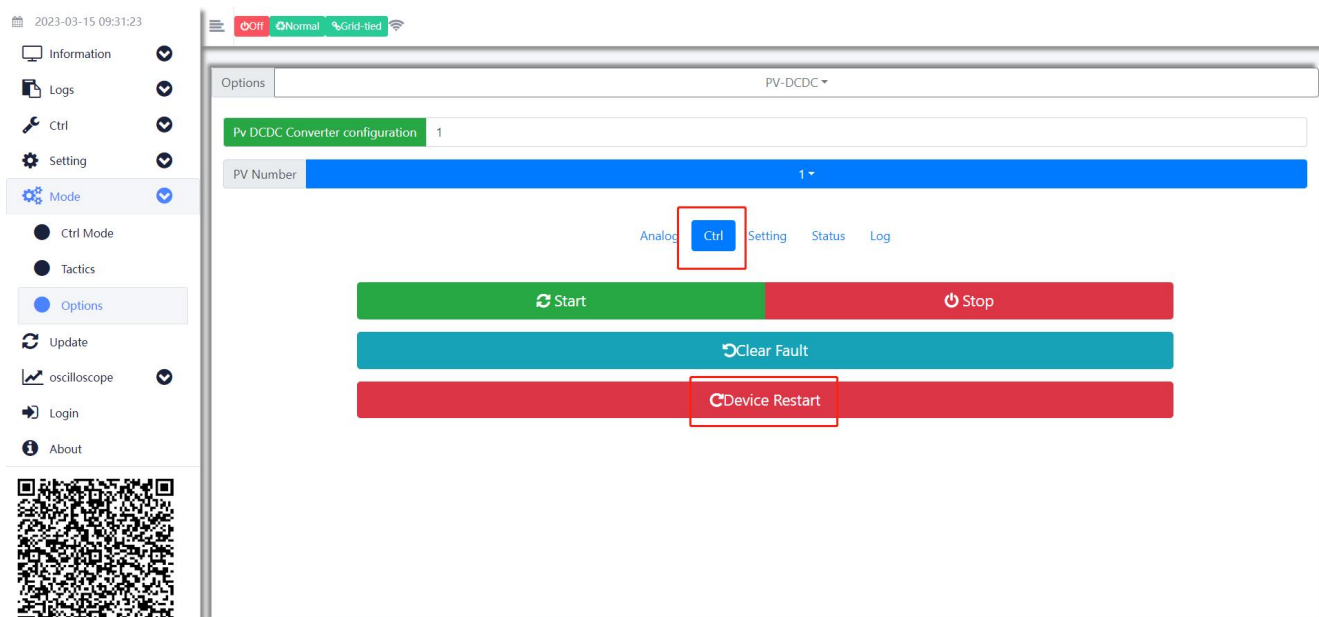 2023-03-15 09:31:23
Information
Logs
Ctrl
Setting
Mode
Ctrl Mode
Tactics
Options
Update
oscilloscope
Login
About
Off Normal Grid-tied
Options PV-DCDC
Pv DCDC Converter configuration 1
PV Number 1
Analog Ctrl Setting Status Log
Start Stop
Clear Fault
Device Restart